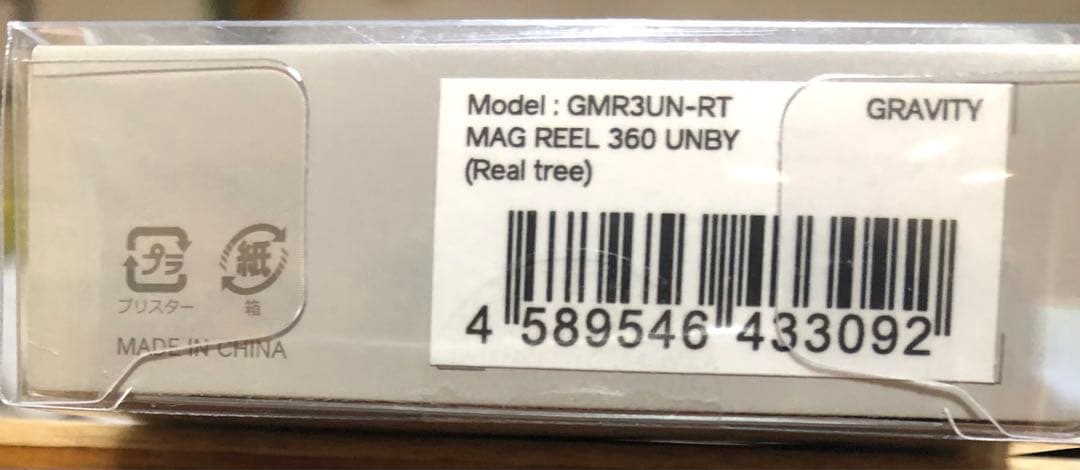 Model : GMR3UN-RT
GRAVITY
MAG REEL 360 UNBY
(Real tree)
4 589546 433092
プラ
紙
ブリスター
箱
MADE IN CHINA